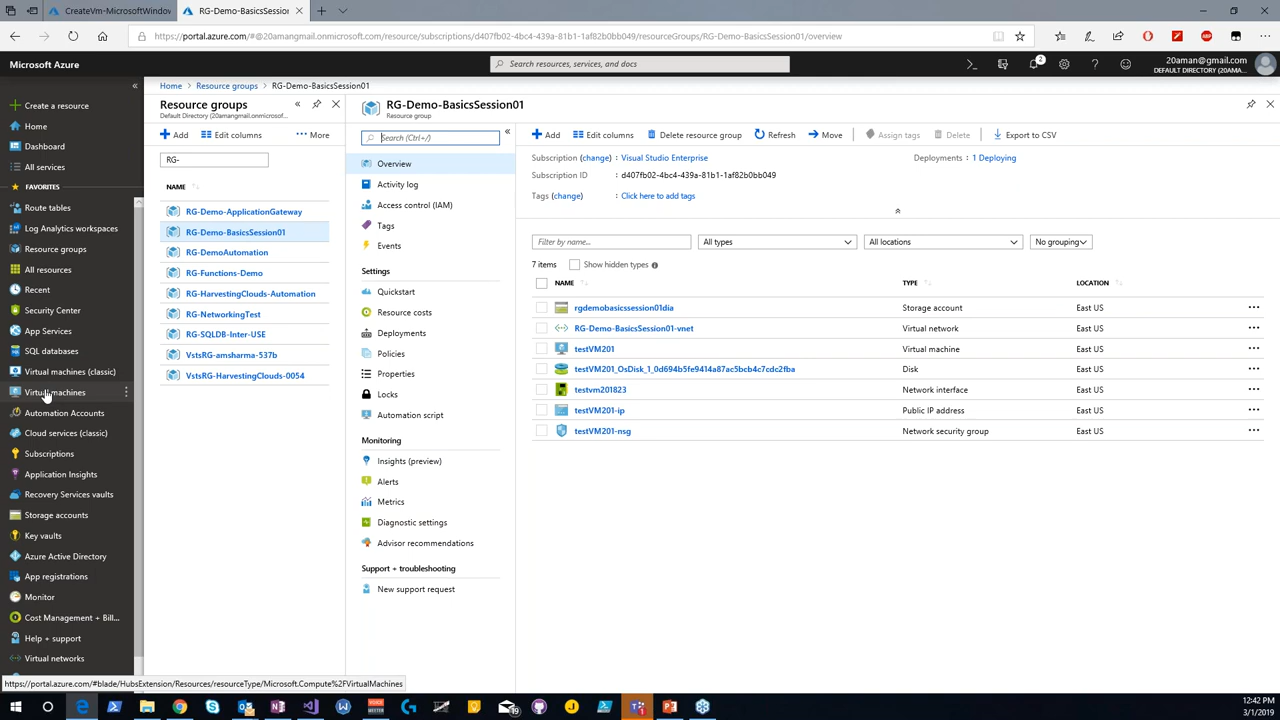 CreateVm-MicrosoftWindow
RG-Demo-BasicsSession01
https://portal.azure.com/#@20amangmail.onmicrosoft.com/resource/subscriptions/d407fb02-4bc4-439a-81b1-1af82b0bb049/resourceGroups/RG-Demo-BasicsSession01/overview
Microsoft Azure
Search resources, services, and docs
2
20aman@gmail.com
DEFAULT DIRECTORY (20AMANGMAIL....
Create a resource
Home
Dashboard
All services
FAVORITES
Route tables
Log Analytics workspaces
Resource groups
All resources
Recent
Security Center
App Services
SQL databases
Virtual machines (classic)
Virtual machines
Automation Accounts
Cloud services (classic)
Subscriptions
Application Insights
Recovery Services vaults
Storage accounts
Key vaults
Azure Active Directory
App registrations
Monitor
Cost Management + Bill...
Help + support
Virtual networks
Home > Resource groups > RG-Demo-BasicsSession01
Resource groups
Default Directory (20amangmail.onmicrosoft...
Add Edit columns ··· More
RG-
NAME
RG-Demo-ApplicationGateway
RG-Demo-BasicsSession01
RG-DemoAutomation
RG-Functions-Demo
RG-HarvestingClouds-Automation
RG-NetworkingTest
RG-SQLDB-Inter-USE
VstsRG-amsharma-537b
VstsRG-HarvestingClouds-0054
RG-Demo-BasicsSession01
Resource group
Search (Ctrl+/)
Overview
Activity log
Access control (IAM)
Tags
Events
Settings
Quickstart
Resource costs
Deployments
Policies
Properties
Locks
Automation script
Monitoring
Insights (preview)
Alerts
Metrics
Diagnostic settings
Advisor recommendations
Support + troubleshooting
New support request
Add Edit columns Delete resource group Refresh Move Assign tags Delete Export to CSV
Subscription (change) : Visual Studio Enterprise
Deployments : 1 Deploying
Subscription ID : d407fb02-4bc4-439a-81b1-1af82b0bb049
Tags (change) : Click here to add tags
Filter by name... All types All locations No grouping
7 items Show hidden types
NAME TYPE LOCATION
rgdemobasicssession01dia Storage account East US
RG-Demo-BasicsSession01-vnet Virtual network East US
testVM201 Virtual machine East US
testVM201_OsDisk_1_0d694b5fe9414a87ac5bcb4c7cdc2fba Disk East US
testvm201823 Network interface East US
testVM201-ip Public IP address East US
testVM201-nsg Network security group East US
https://portal.azure.com/#blade/HubsExtension/Resources/resourceType/Microsoft.Compute%2FVirtualMachines
19
12:42 PM
3/1/2019